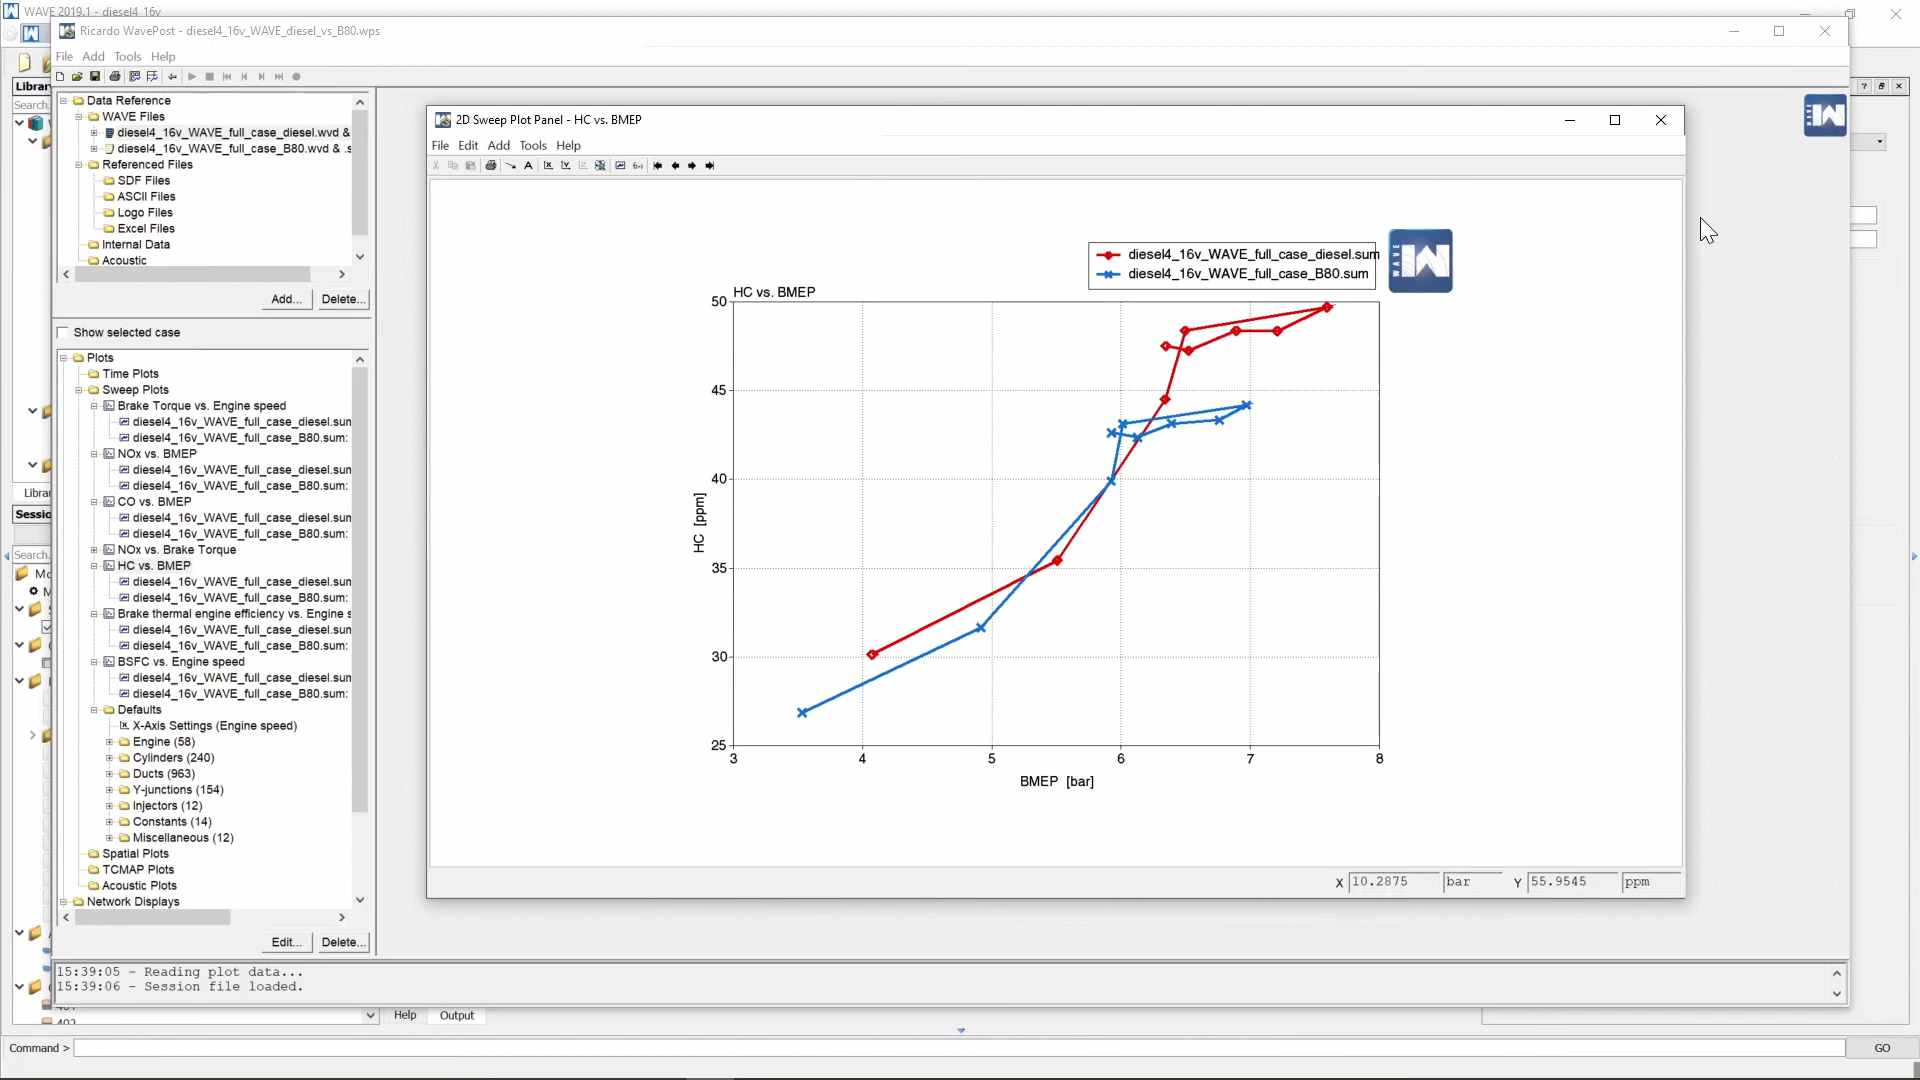 WAVE 2019.1 - diesel4_16v
Ricardo WavePost - diesel4_16v_WAVE_diesel_vs_B80.wps
File Add Tools Help
Librar
Search.
Data Reference
WAVE Files
diesel4_16v_WAVE_full_case_diesel.wvd &
diesel4_16v_WAVE_full_case_B80.wvd & .s
Referenced Files
SDF Files
ASCII Files
Logo Files
Excel Files
Internal Data
Acoustic
Add... Delete...
Show selected case
Plots
Time Plots
Sweep Plots
Brake Torque vs. Engine speed
diesel4_16v_WAVE_full_case_diesel.sum
diesel4_16v_WAVE_full_case_B80.sum:
NOx vs. BMEP
diesel4_16v_WAVE_full_case_diesel.sum
diesel4_16v_WAVE_full_case_B80.sum:
CO vs. BMEP
diesel4_16v_WAVE_full_case_diesel.sum
diesel4_16v_WAVE_full_case_B80.sum:
NOx vs. Brake Torque
HC vs. BMEP
diesel4_16v_WAVE_full_case_diesel.sum
diesel4_16v_WAVE_full_case_B80.sum:
Brake thermal engine efficiency vs. Engine s
diesel4_16v_WAVE_full_case_diesel.sum
diesel4_16v_WAVE_full_case_B80.sum:
BSFC vs. Engine speed
diesel4_16v_WAVE_full_case_diesel.sum
diesel4_16v_WAVE_full_case_B80.sum:
Defaults
X-Axis Settings (Engine speed)
Engine (58)
Cylinders (240)
Ducts (963)
Y-junctions (154)
Injectors (12)
Constants (14)
Miscellaneous (12)
Spatial Plots
TCMAP Plots
Acoustic Plots
Network Displays
Edit... Delete...
Librar
Sessio
Search.
Mo
2D Sweep Plot Panel - HC vs. BMEP
File Edit Add Tools Help
diesel4_16v_WAVE_full_case_diesel.sum
diesel4_16v_WAVE_full_case_B80.sum
WAVE
HC vs. BMEP
50
45
40
35
30
25
HC [ppm]
3 4 5 6 7 8
BMEP [bar]
X 10.2875 bar Y 55.9545 ppm
15:39:05 - Reading plot data...
15:39:06 - Session file loaded.
402
Help Output
Command > GO